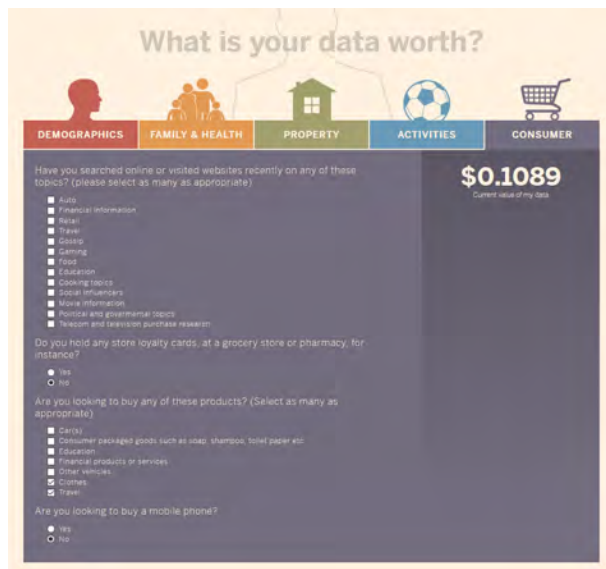 What is your data worth?
DEMOGRAPHICS
FAMILY & HEALTH
PROPERTY
ACTIVITIES
CONSUMER
Have you searched online or visited websites recently on any of these
topics? (please select as many as appropriate)
Auto
Financial information
Retail
Travel
Gossip
Gaming
Food
Education
Cooking topics
Social influencers
Movie information
Political and governmental topics
Telecom and television purchase research
Do you hold any store loyalty cards, at a grocery store or pharmacy, for
instance?
Yes
No
Are you looking to buy any of these products? (Select as many as
appropriate)
Car(s)
Consumer packaged goods such as soap, shampoo, toilet paper etc
Education
Financial products or services
Other vehicles
Clothes
Travel
Are you looking to buy a mobile phone?
Yes
No
$0.1089
Current value of my data